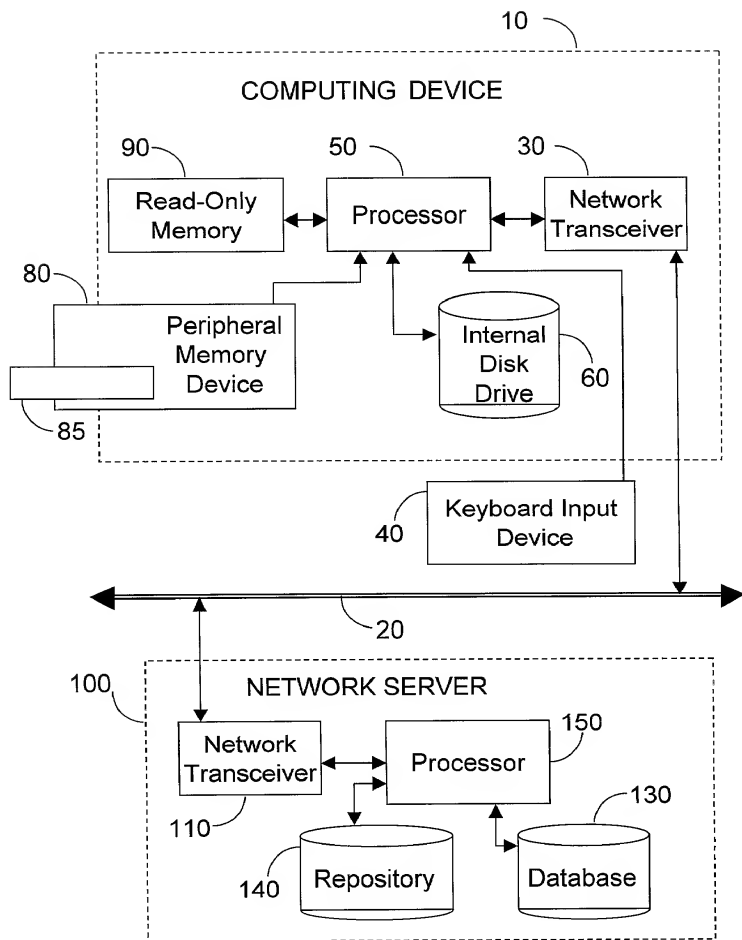 10
COMPUTING DEVICE
90
50
30
Read-Only
Memory
Processor
Network
Transceiver
80
Peripheral
Memory
Device
Internal
Disk
Drive
60
85
40
Keyboard Input
Device
20
100
NETWORK SERVER
150
Network
Transceiver
Processor
110
130
140
Repository
Database